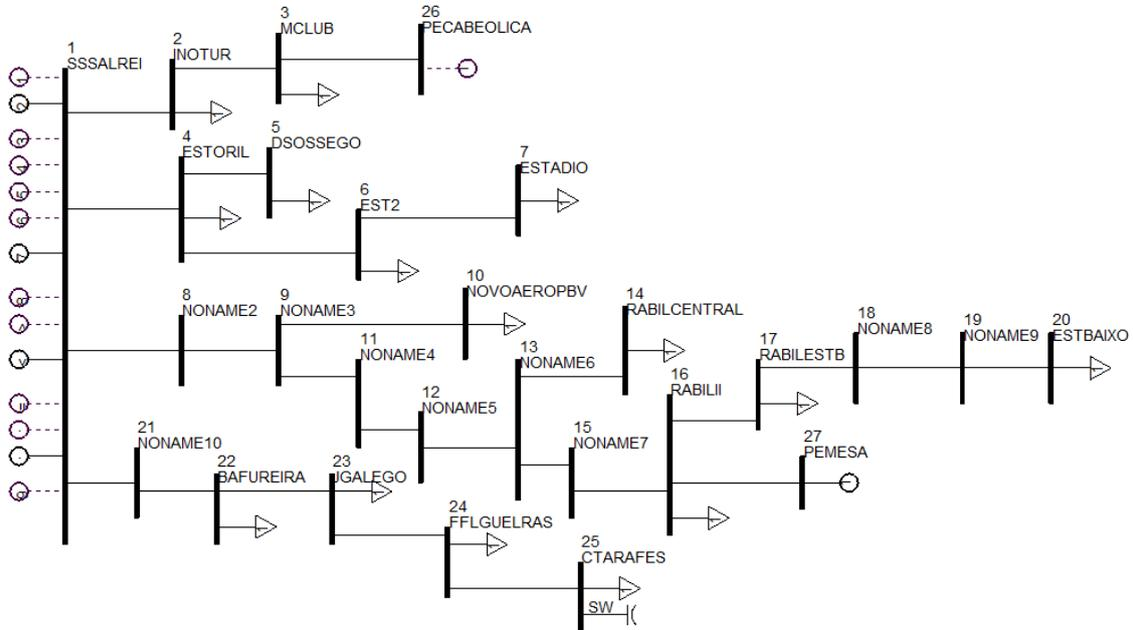 1
SSSALREI
2
INOTUR
3
MCLUB
26
PECABEOLICA
4
ESTORIL
5
DSOSSEGO
6
EST2
7
ESTADIO
8
NONAME2
9
NONAME3
10
NOVOAEROPBV
11
NONAME4
12
NONAME5
13
NONAME6
14
RABILCENTRAL
15
NONAME7
16
RABILII
17
RABILESTB
18
NONAME8
19
NONAME9
20
ESTBAIXO
27
PEMESA
21
NONAME10
22
BAFUREIRA
23
JGALEGO
24
FFLGUELRAS
25
CTARAFES
SW